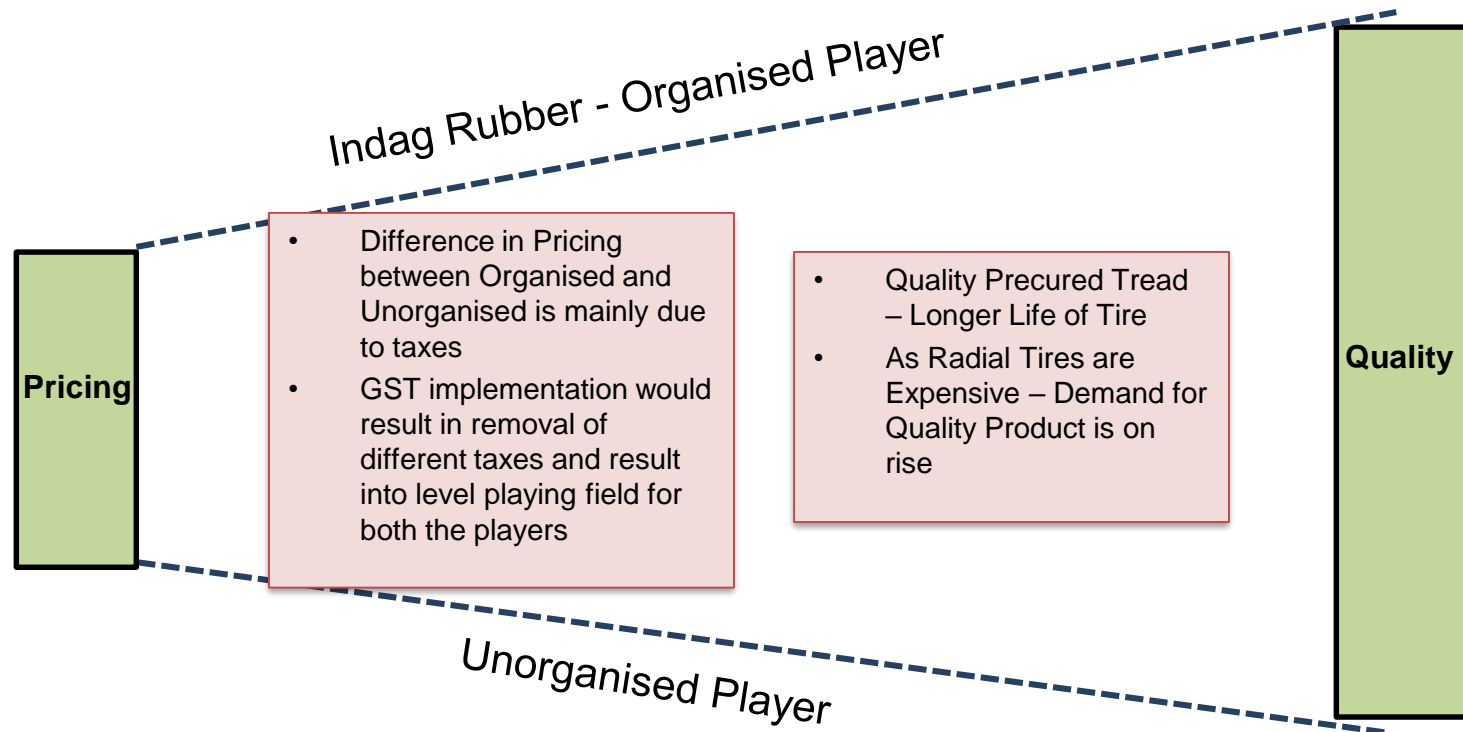 Indag Rubber - Organised Player
Pricing
• Difference in Pricing
between Organised and
Unorganised is mainly due
to taxes
• GST implementation would
result in removal of
different taxes and result
into level playing field for
both the players
• Quality Precured Tread
– Longer Life of Tire
• As Radial Tires are
Expensive – Demand for
Quality Product is on
rise
Quality
Unorganised Player